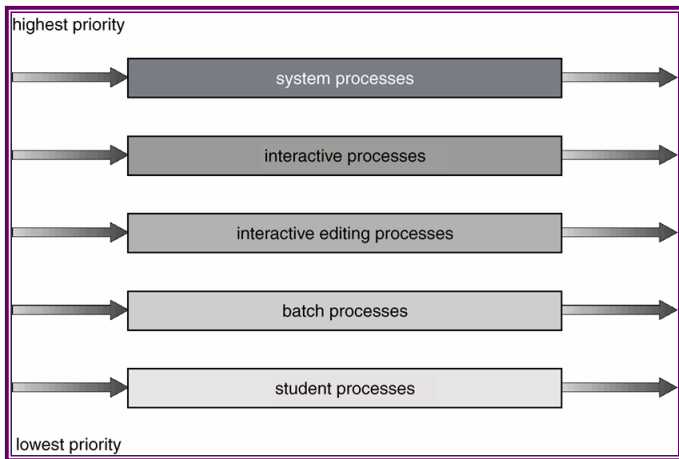 highest priority
system processes
interactive processes
interactive editing processes
batch processes
student processes
lowest priority